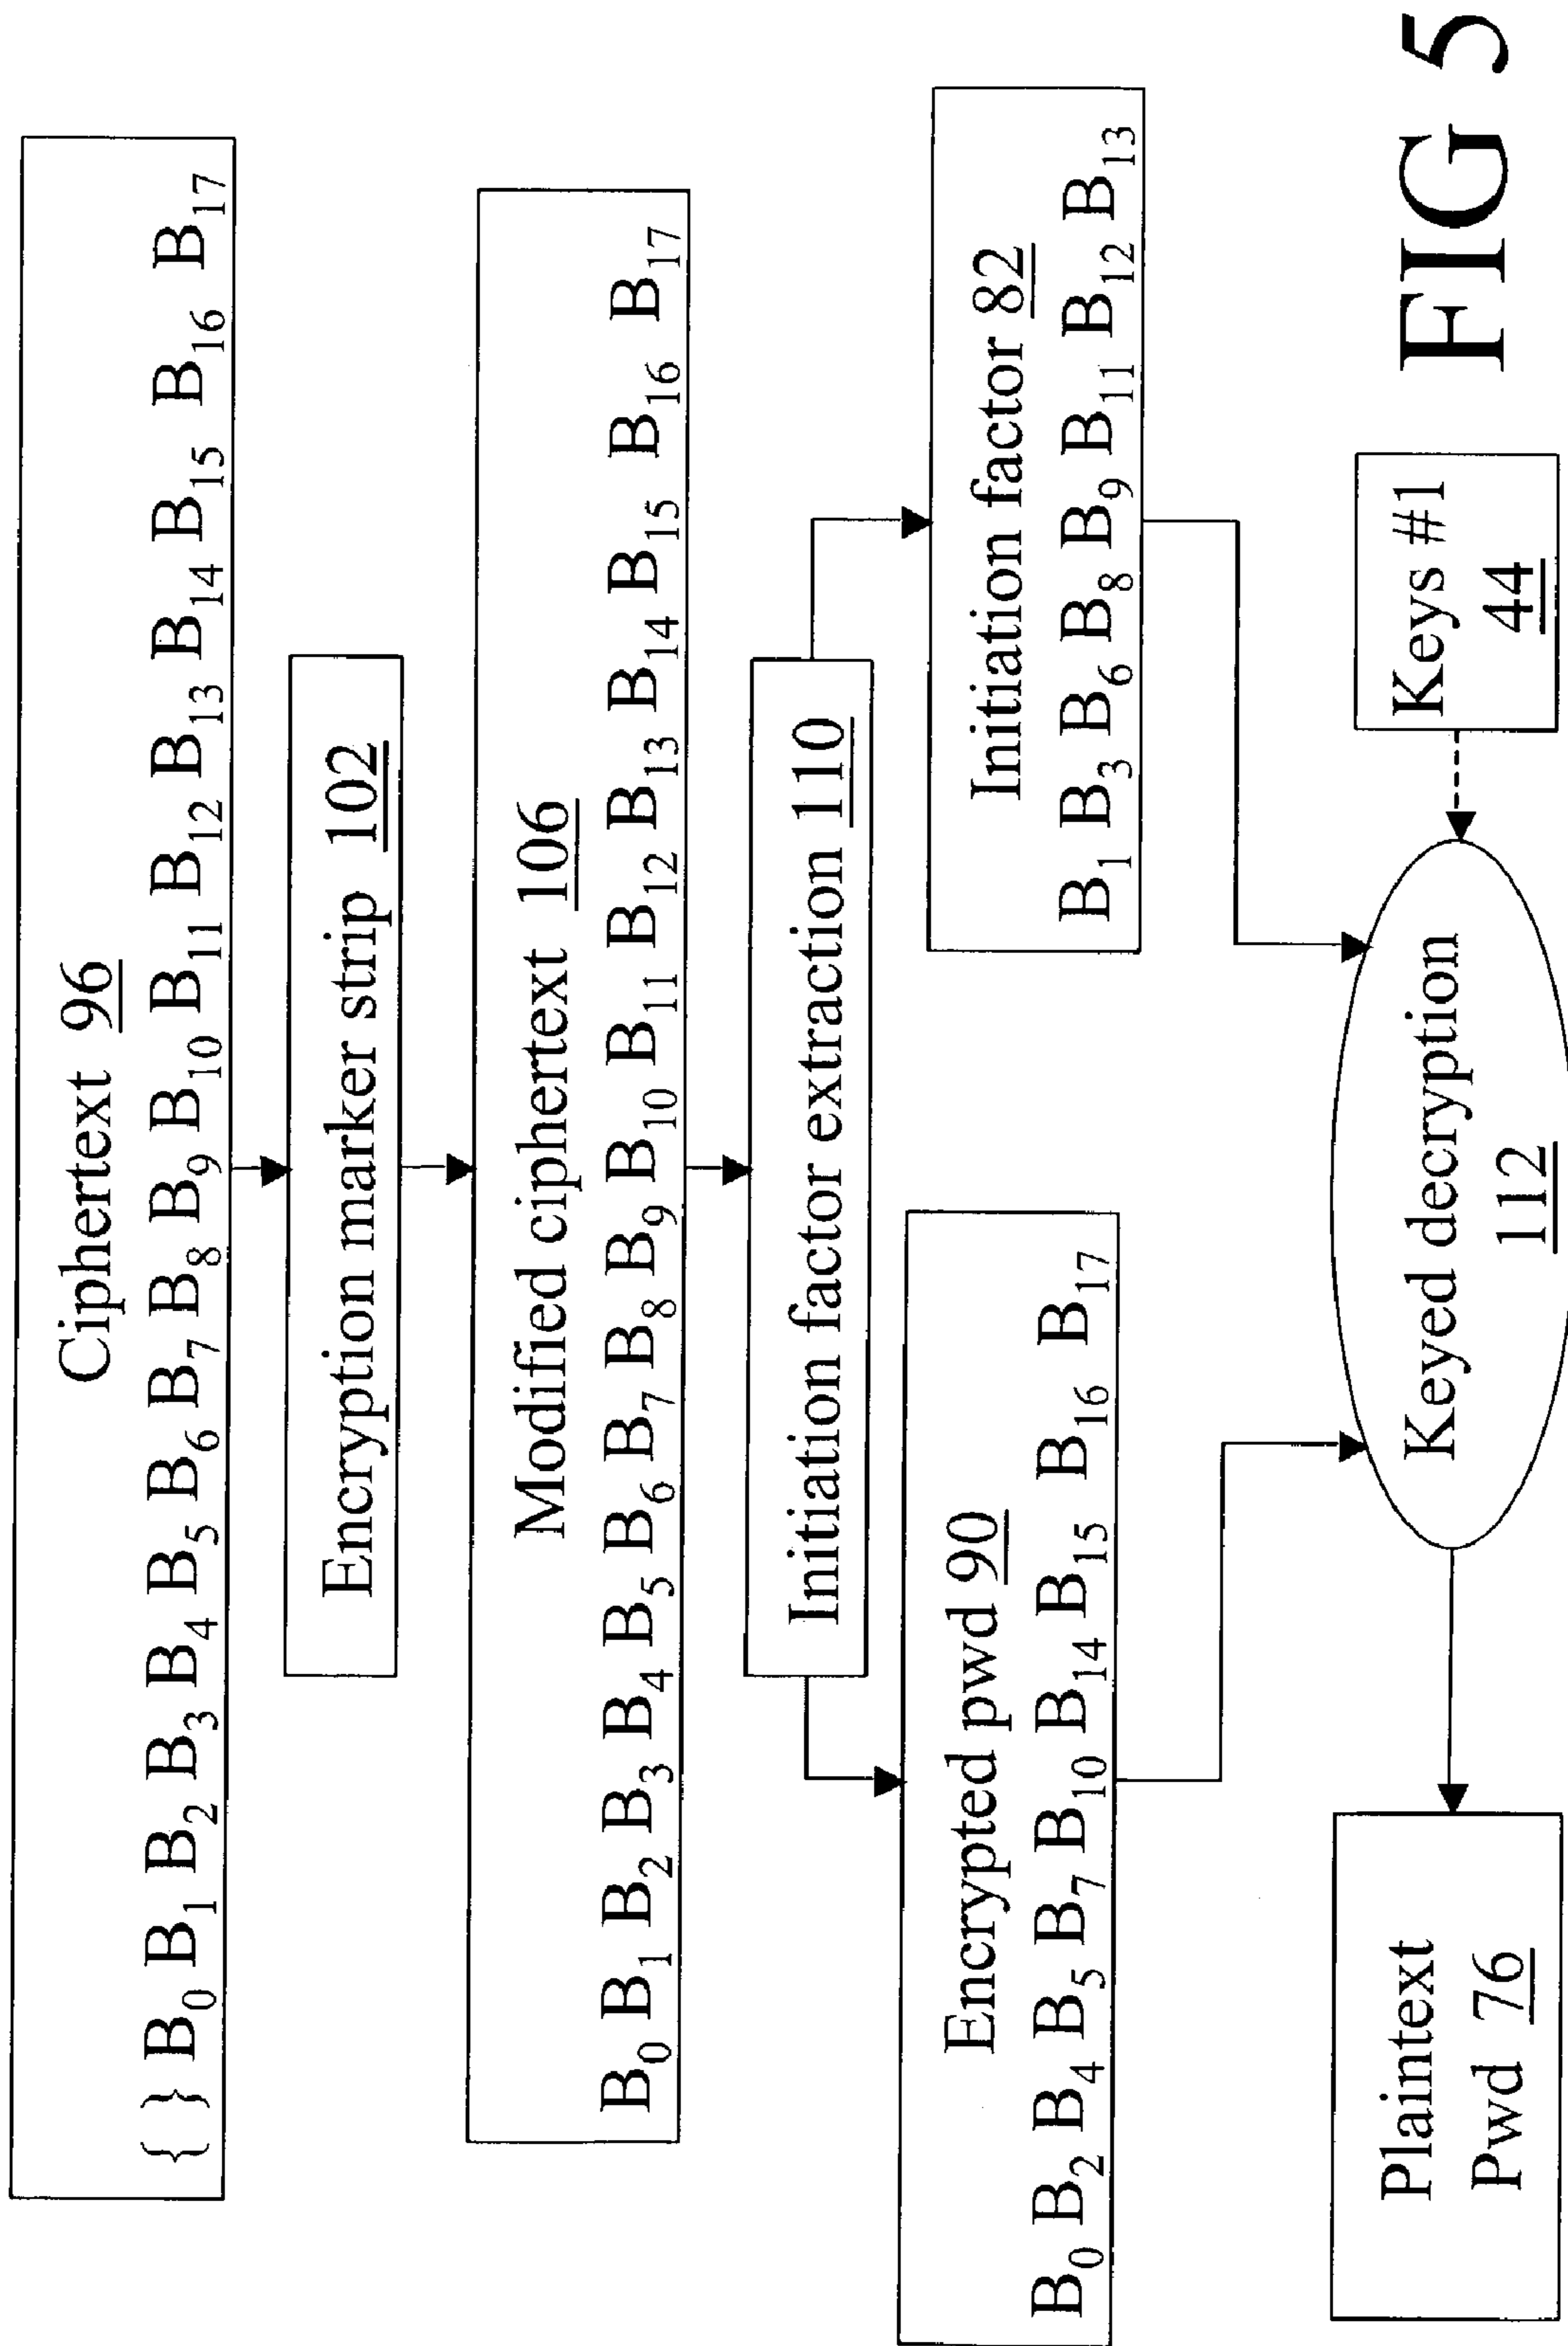 Ciphertext 96
{ } B₀ B₁ B₂ B₃ B₄ B₅ B₆ B₇ B₈ B₉ B₁₀ B₁₁ B₁₂ B₁₃ B₁₄ B₁₅ B₁₆ B₁₇
Encryption marker strip 102
Modified ciphertext 106
B₀ B₁ B₂ B₃ B₄ B₅ B₆ B₇ B₈ B₉ B₁₀ B₁₁ B₁₂ B₁₃ B₁₄ B₁₅ B₁₆ B₁₇
Initiation factor extraction 110
Encrypted pwd 90
B₀ B₂ B₄ B₅ B₇ B₁₀ B₁₄ B₁₅ B₁₆ B₁₇
Initiation factor 82
B₁ B₃ B₆ B₈ B₉ B₁₁ B₁₂ B₁₃
Plaintext
Pwd 76
Keyed decryption
112
Keys #1
44
FIG 5